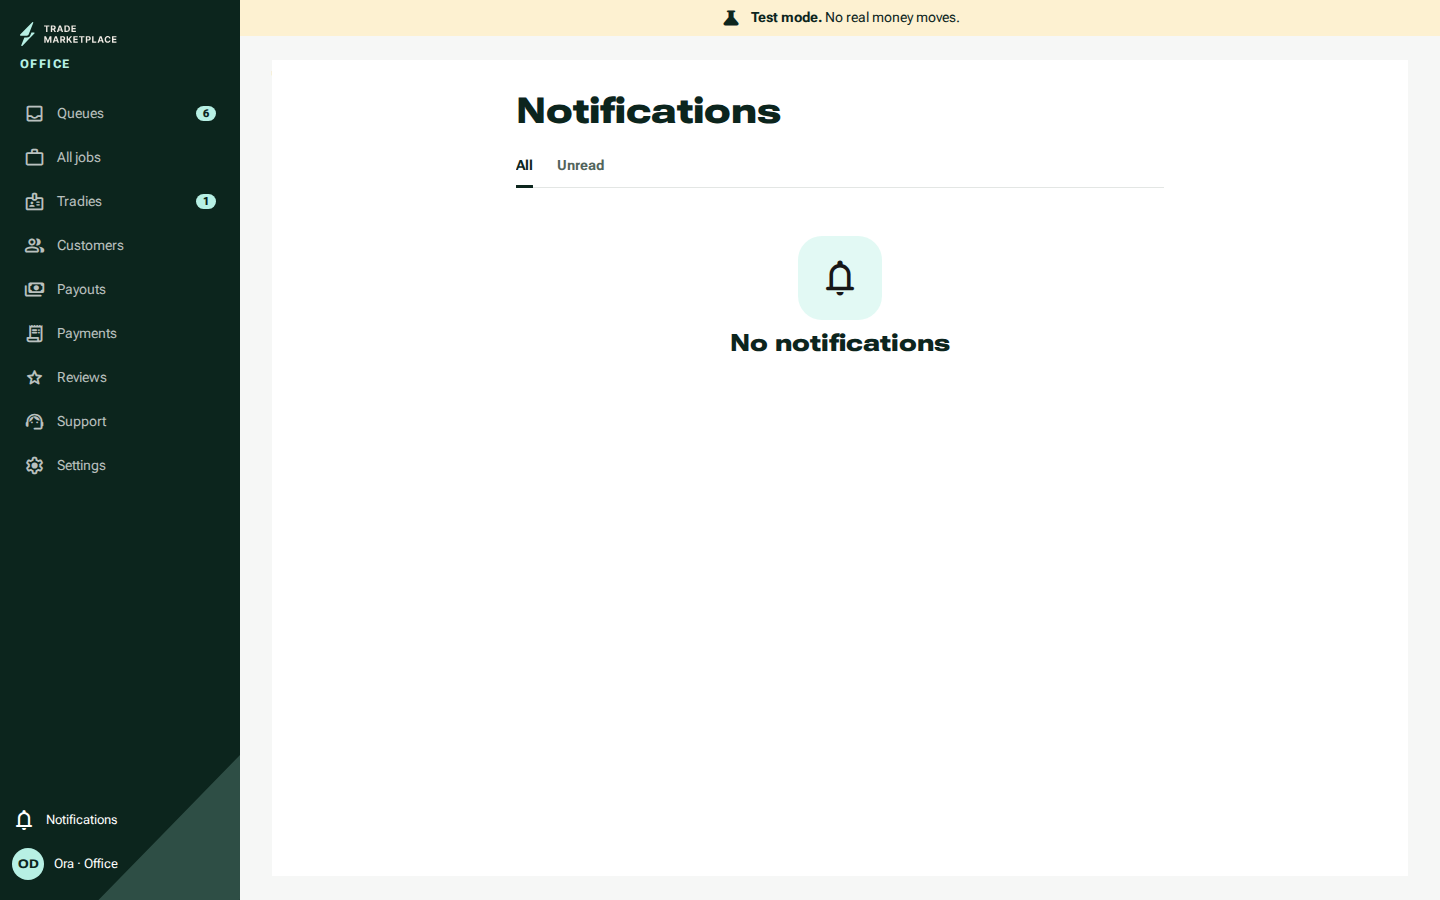 TRADE
MARKETPLACE
OFFICE
Queues 6
All jobs
Tradies 1
Customers
Payouts
Payments
Reviews
Support
Settings
Notifications
OD Ora · Office
Test mode. No real money moves.
Notifications
All Unread
No notifications